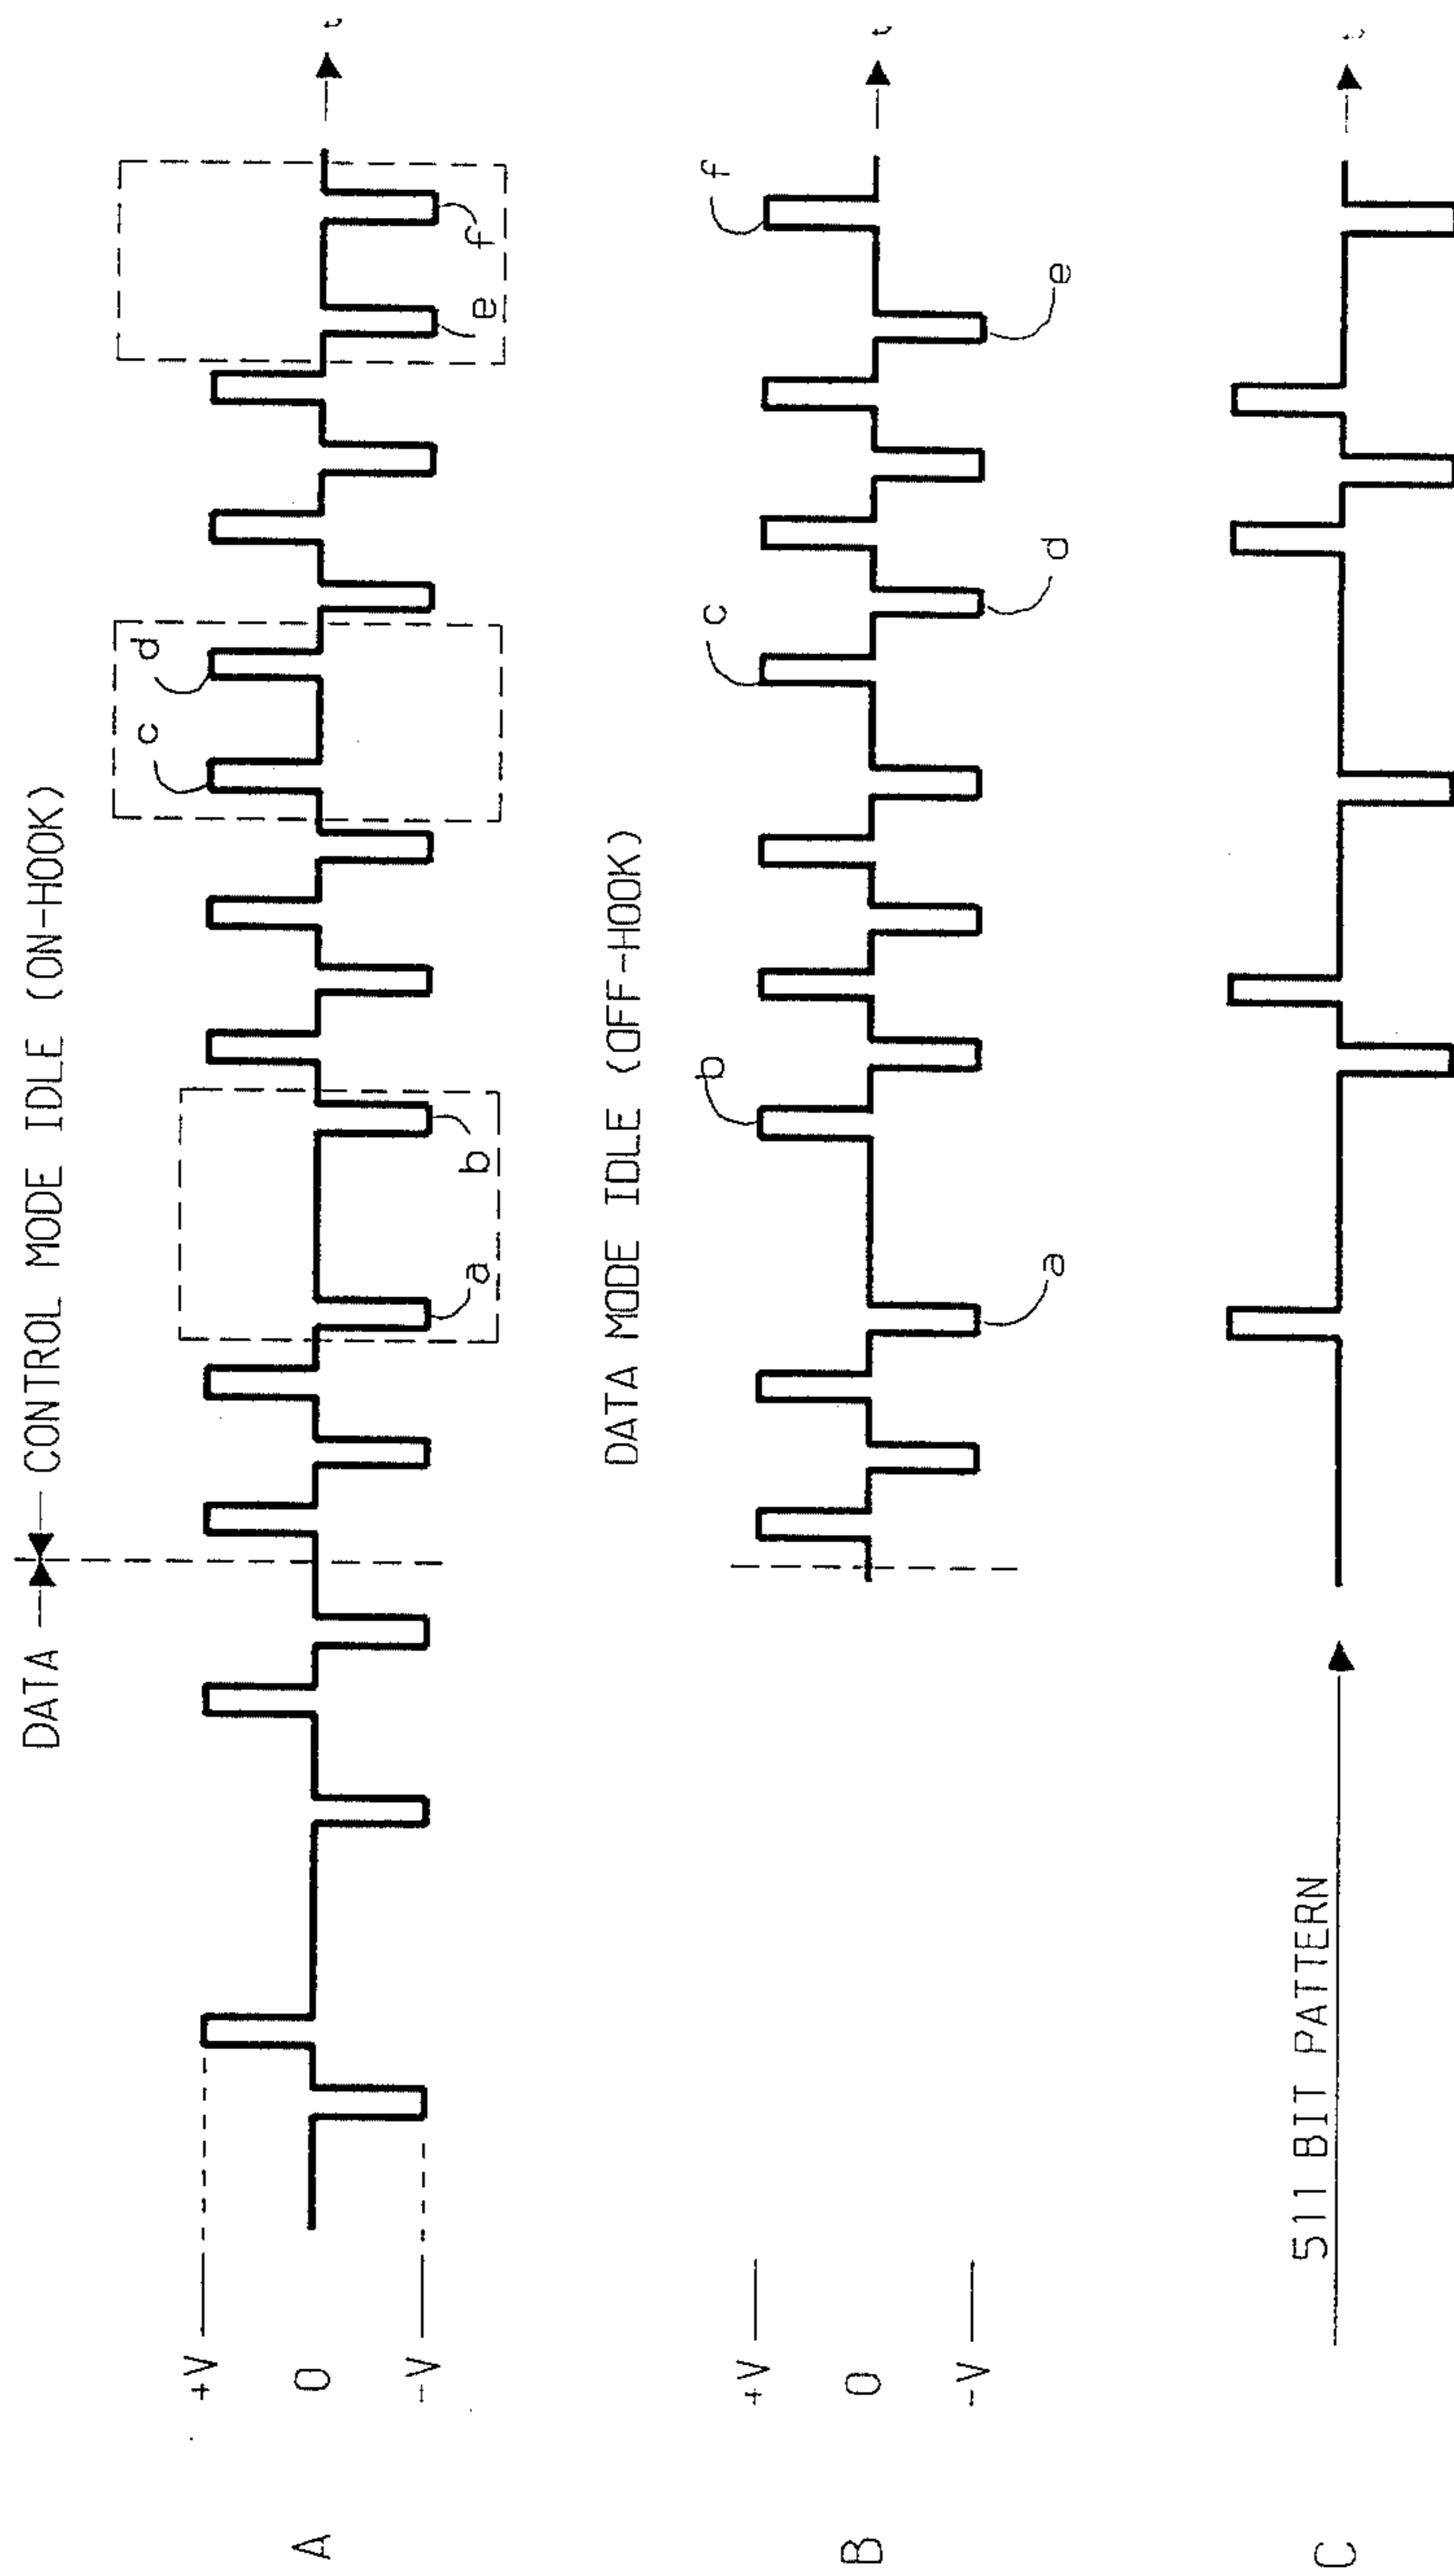 DATA
CONTROL MODE IDLE (ON-HOOK)
A
+V
0
-V
a
b
c
d
e
f
t
DATA MODE IDLE (OFF-HOOK)
B
+V
0
-V
a
b
c
d
e
f
t
C
511 BIT PATTERN
t